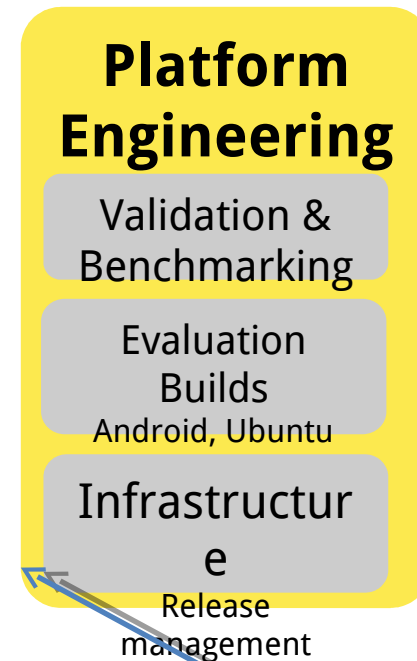 Platform
Engineering
Validation &
Benchmarking
Evaluation
Builds
Android, Ubuntu
Infrastructur
e
Release
management